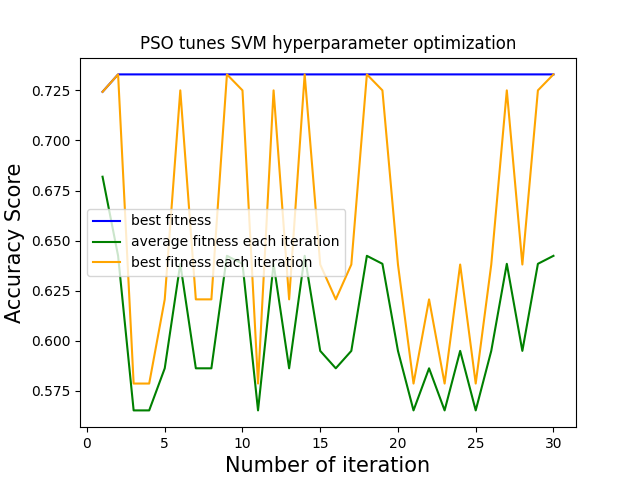 PSO tunes SVM hyperparameter optimization
Accuracy Score
0.725
0.700
0.675
0.650
0.625
0.600
0.575
best fitness
average fitness each iteration
best fitness each iteration
0 5 10 15 20 25 30
Number of iteration